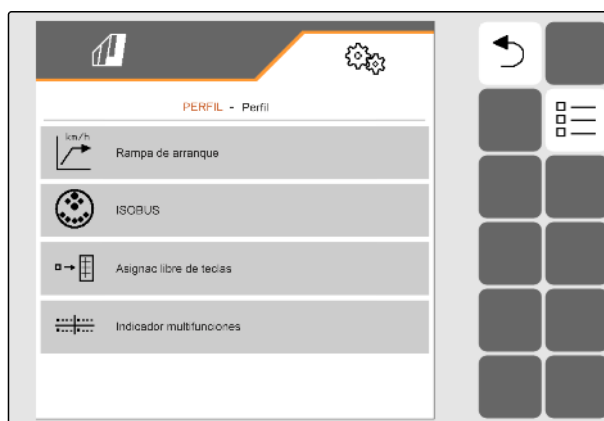 PERFIL - Perfil
km/h
Rampa de arranque
ISOBUS
Asignac libre de teclas
Indicador multifunciones